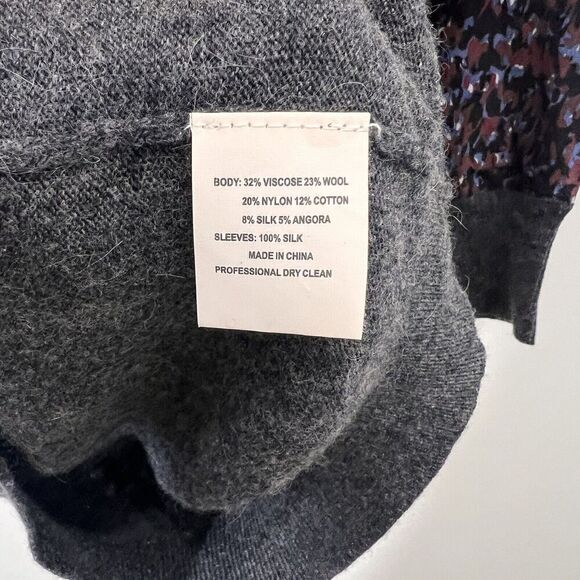 BODY: 32% VISCOSE 23% WOOL
20% NYLON 12% COTTON
8% SILK 5% ANGORA
SLEEVES: 100% SILK
MADE IN CHINA
PROFESSIONAL DRY CLEAN